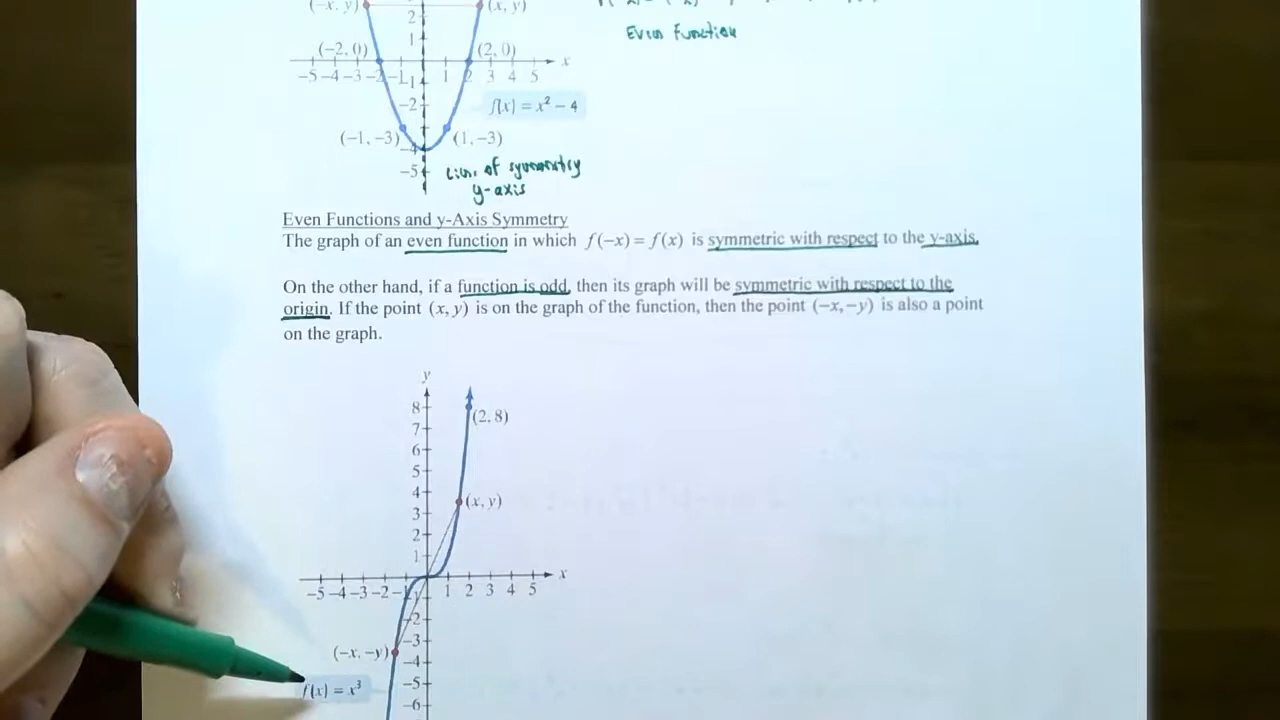 (−x, y) 2 (x, y)
Even Function
1
(−2, 0) (2, 0)
x
−5 −4 −3 −2 −1 1 2 3 4 5
−1
−2
f(x) = x² − 4
(−1, −3) (1, −3)
−4
−5
Line of symmetry
y-axis
Even Functions and y-Axis Symmetry
The graph of an even function in which f(−x) = f(x) is symmetric with respect to the y-axis.
On the other hand, if a function is odd, then its graph will be symmetric with respect to the
origin. If the point (x, y) is on the graph of the function, then the point (−x, −y) is also a point
on the graph.
y
8
(2, 8)
7
6
5
4
(x, y)
3
2
1
x
−5 −4 −3 −2 −1 1 2 3 4 5
−2
−3
(−x, −y)
−4
−5
f(x) = x³
−6